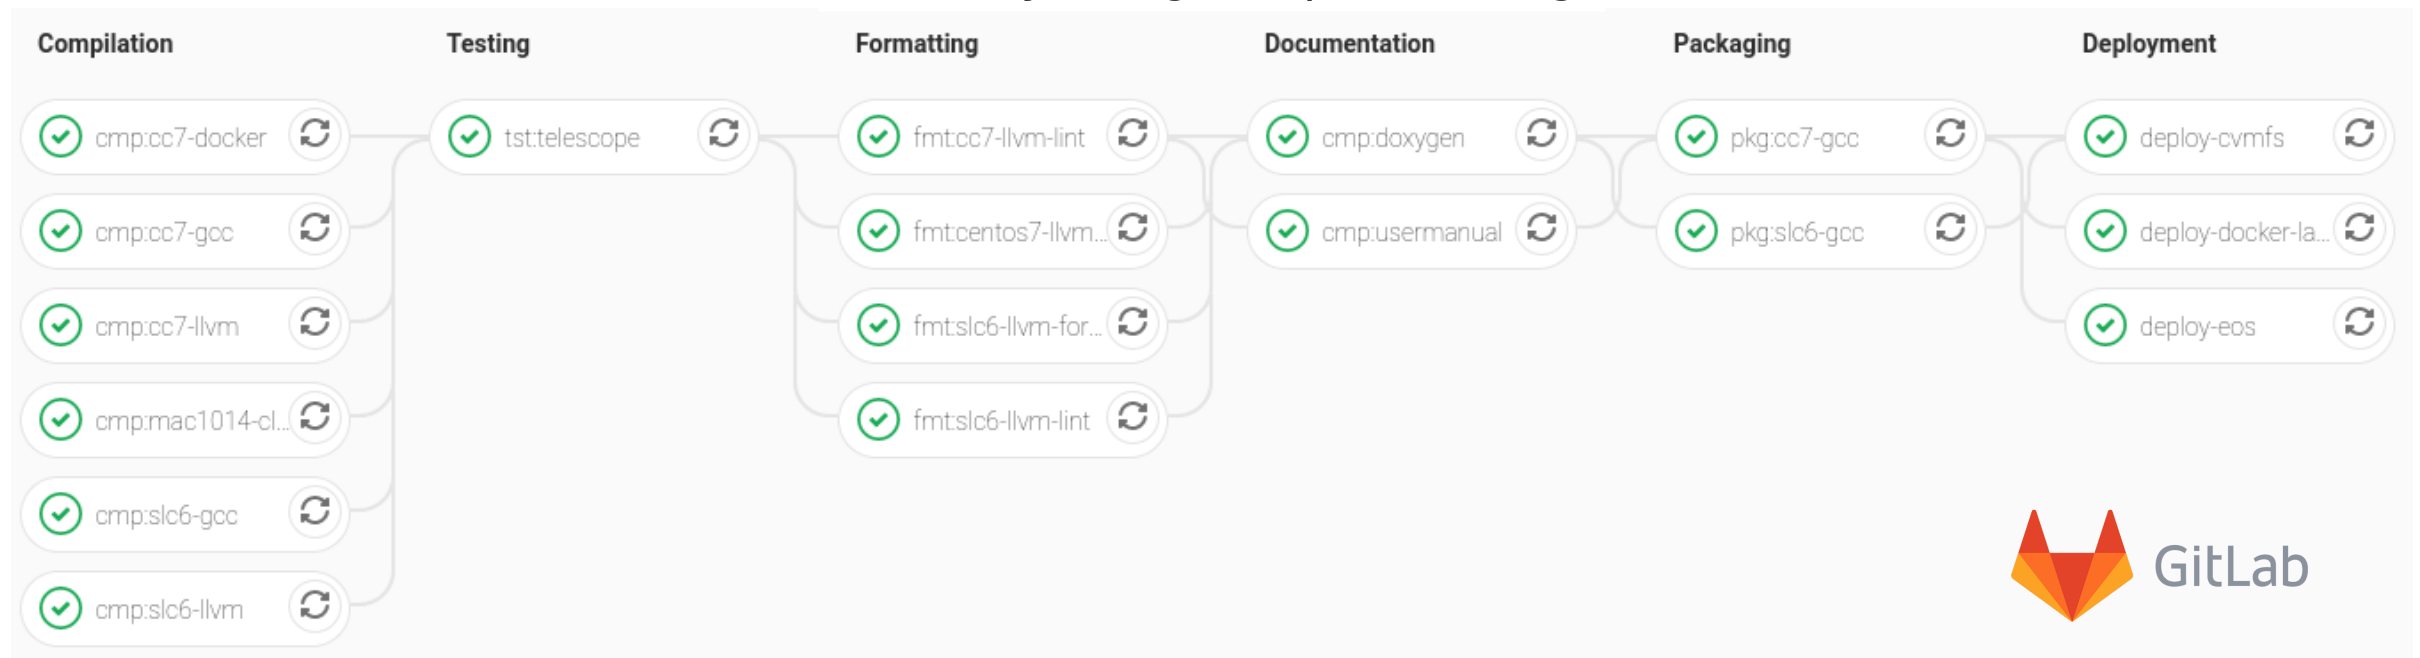 Compilation
cmp:cc7-docker
cmp:cc7-gcc
cmp:cc7-llvm
cmp:mac1014-cl...
cmp:slc6-gcc
cmp:slc6-llvm
Testing
tst:telescope
Formatting
fmt:cc7-llvm-lint
fmt:centos7-llvm...
fmt:slc6-llvm-for...
fmt:slc6-llvm-lint
Documentation
cmp:doxygen
cmp:usermanual
Packaging
pkg:cc7-gcc
pkg:slc6-gcc
Deployment
deploy-cvmfs
deploy-docker-la...
deploy-eos
GitLab